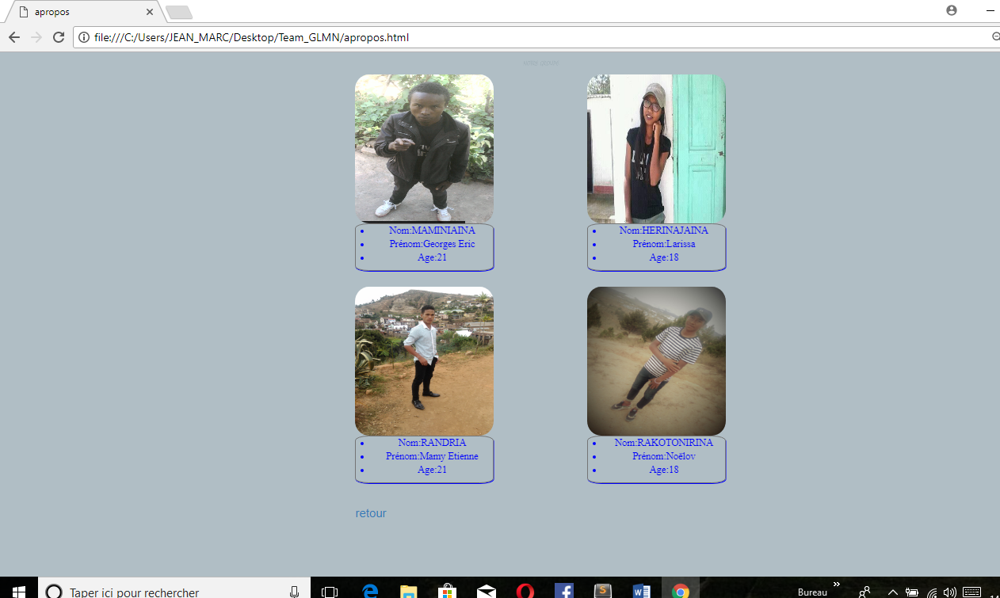 apropos
file:///C:/Users/JEAN_MARC/Desktop/Team_GLMN/apropos.html
Nom:MAMINIAINA
Prénom:Georges Eric
Age:21
Nom:HERINAJAINA
Prénom:Larissa
Age:18
Nom:RANDRIA
Prénom:Mamy Etienne
Age:21
Nom:RAKOTONIRINA
Prénom:Noëlov
Age:18
retour
Taper ici pour rechercher
Bureau